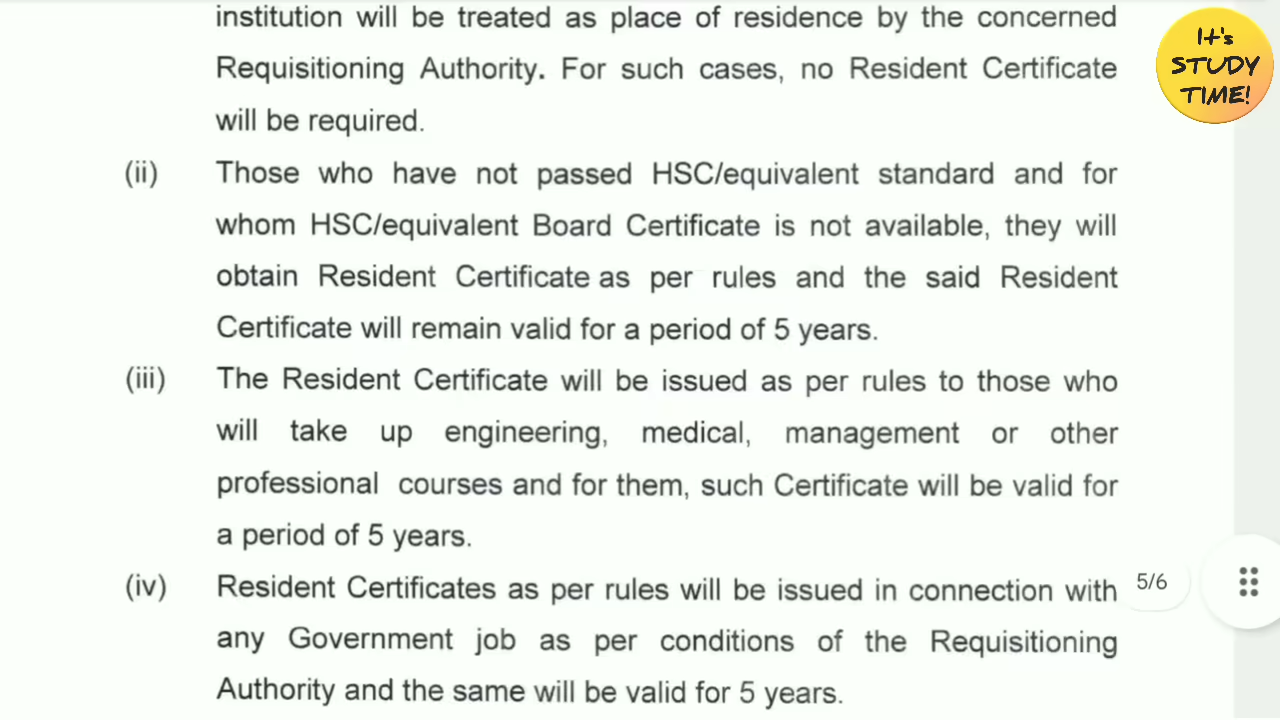 institution will be treated as place of residence by the concerned
Requisitioning Authority. For such cases, no Resident Certificate
will be required.
(ii) Those who have not passed HSC/equivalent standard and for
whom HSC/equivalent Board Certificate is not available, they will
obtain Resident Certificate as per rules and the said Resident
Certificate will remain valid for a period of 5 years.
(iii) The Resident Certificate will be issued as per rules to those who
will take up engineering, medical, management or other
professional courses and for them, such Certificate will be valid for
a period of 5 years.
(iv) Resident Certificates as per rules will be issued in connection with
any Government job as per conditions of the Requisitioning
Authority and the same will be valid for 5 years.
5/6
It's
STUDY
TIME!